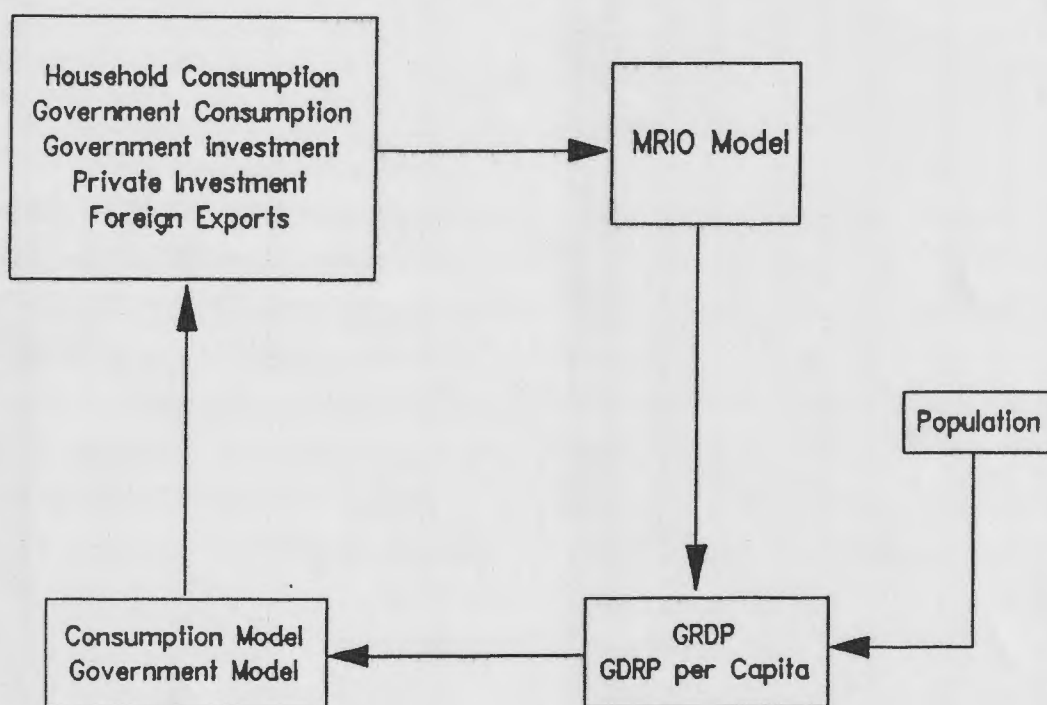 Household Consumption
Government Consumption
Government investment
Private Investment
Foreign Exports
MRIO Model
Population
Consumption Model
Government Model
GRDP
GDRP per Capita